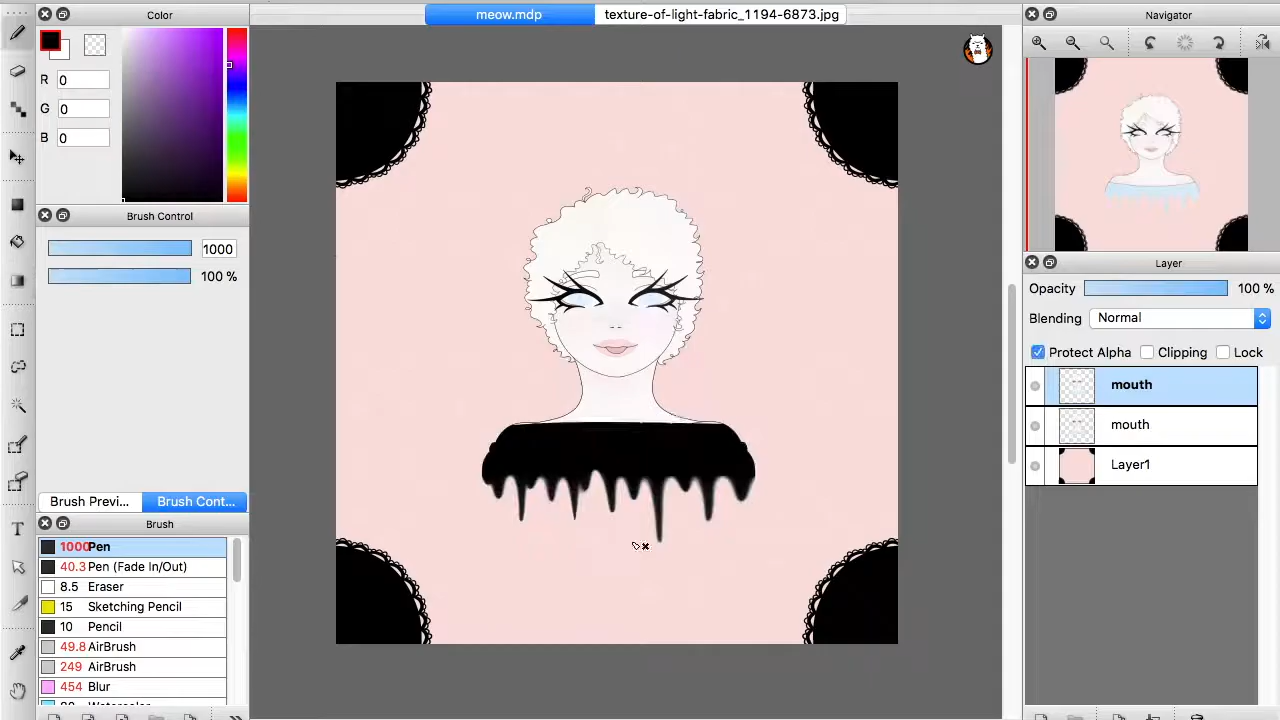 meow.mdp
texture-of-light-fabric_1194-6873.jpg
Color
R 0
G 0
B 0
Brush Control
1000
100 %
Brush Previ...
Brush Cont...
Brush
1000 Pen
40.3 Pen (Fade In/Out)
8.5 Eraser
15 Sketching Pencil
10 Pencil
49.8 AirBrush
249 AirBrush
454 Blur
T
Navigator
Layer
Opacity 100 %
Blending Normal
Protect Alpha Clipping Lock
mouth
mouth
Layer1